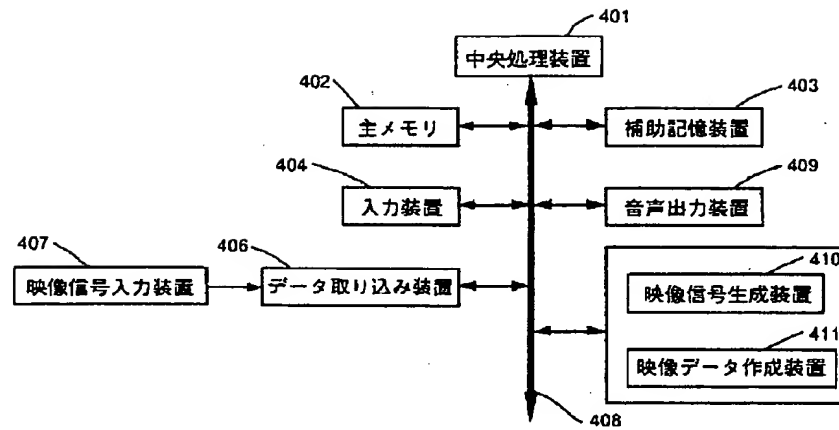 401
中央処理装置
402
主メモリ
403
補助記憶装置
404
入力装置
409
音声出力装置
407
映像信号入力装置
406
データ取り込み装置
410
映像信号生成装置
411
映像データ作成装置
408